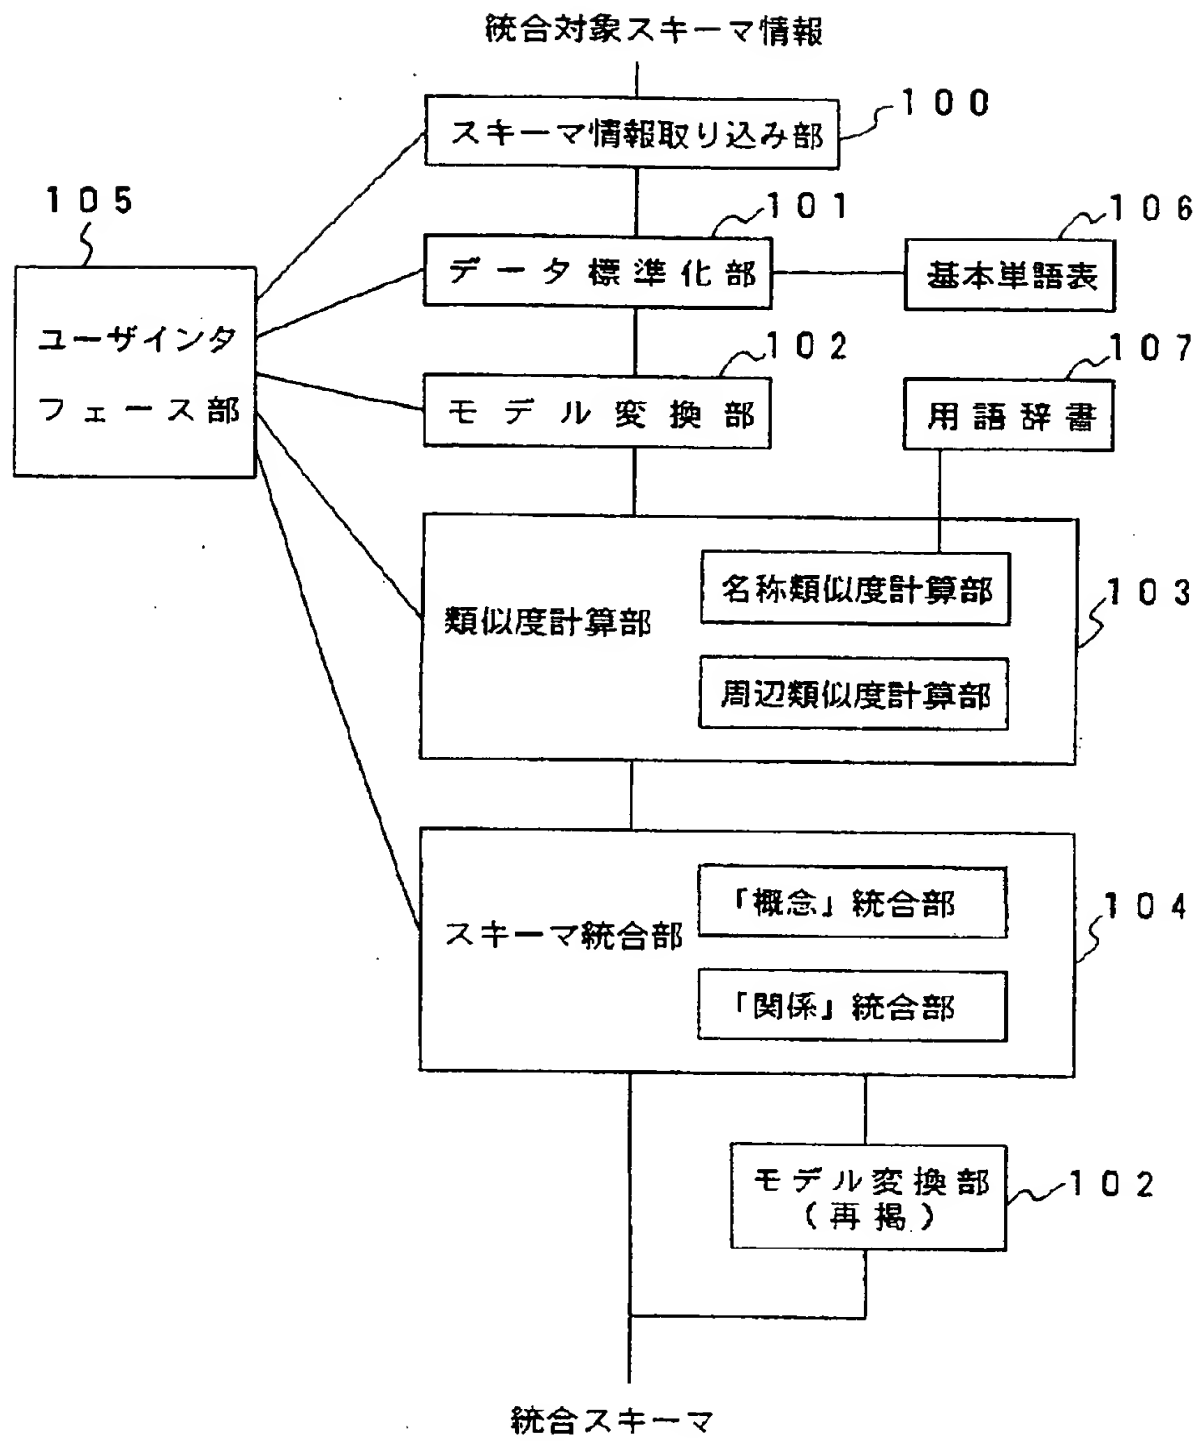 統合対象スキーマ情報
スキーマ情報取り込み部
100
105
データ標準化部
101
基本単語表
106
ユーザインタ
フェース部
モデル変換部
102
用語辞書
107
類似度計算部
名称類似度計算部
周辺類似度計算部
103
スキーマ統合部
「概念」統合部
「関係」統合部
104
モデル変換部
(再掲)
102
統合スキーマ